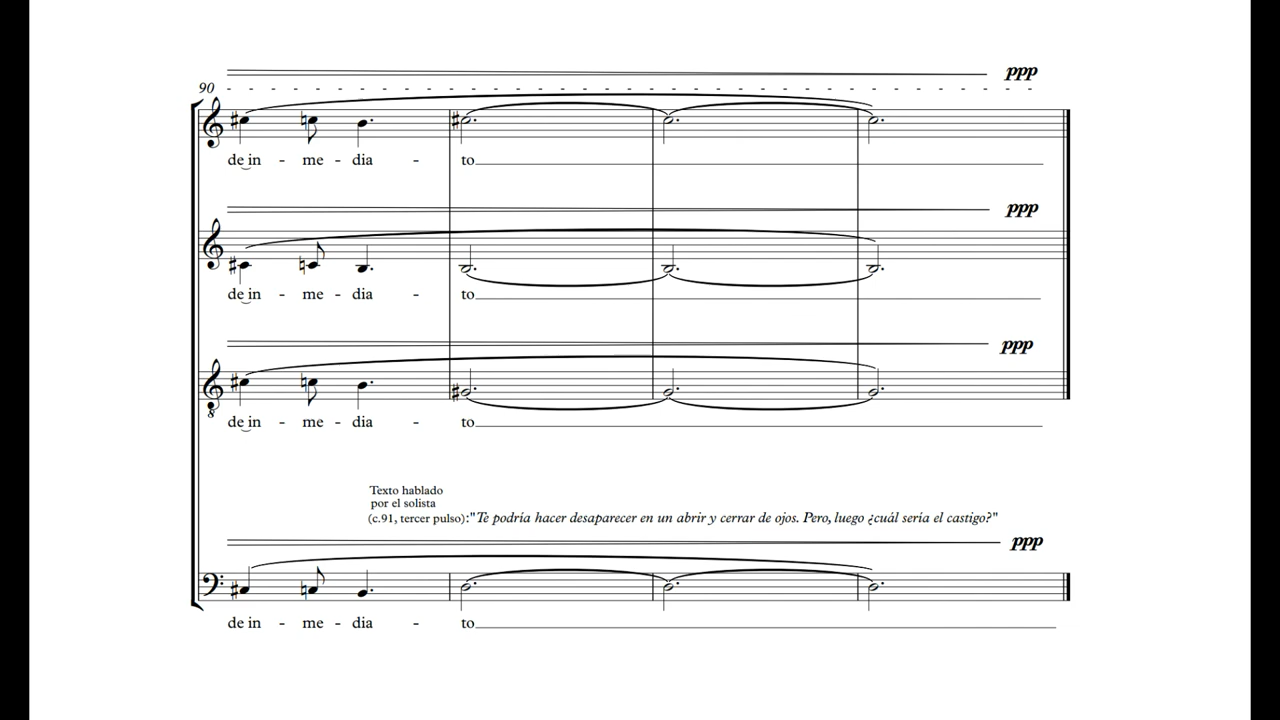 ppp
90
de in - me - dia - to
ppp
de in - me - dia - to
ppp
8
de in - me - dia - to
Texto hablado
por el solista
(c.91, tercer pulso):"Te podría hacer desaparecer en un abrir y cerrar de ojos. Pero, luego ¿cuál sería el castigo?"
ppp
de in - me - dia - to